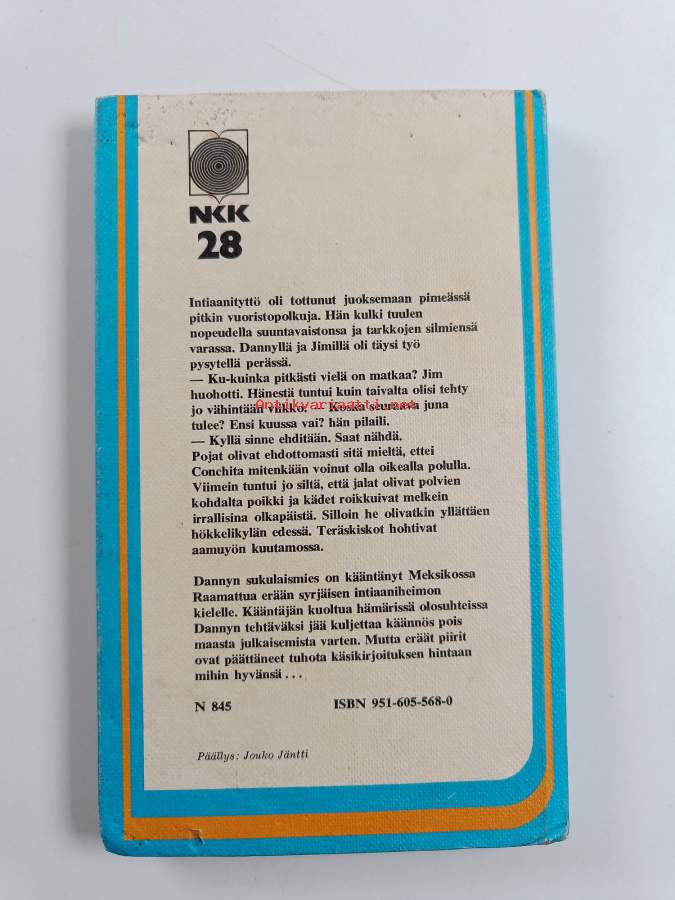 NKK
28
Intiaanityttö oli tottunut juoksemaan pimeässä
pitkin vuoristopolkuja. Hän kulki tuulen
nopeudella suuntavaistonsa ja tarkkojen silmiensä
varassa. Dannyllä ja Jimillä oli täysi työ
pysytellä perässä.
— Ku-kuinka pitkästi vielä on matkaa? Jim
huohotti. Hänestä tuntui kuin taivalta olisi tehty
jo vähintään viikko. — Koska seuraava juna
Antikvariaatti.net
tulee? Ensi kuussa vai? hän pilaili.
— Kyllä sinne ehditään. Saat nähdä.
Pojat olivat ehdottomasti sitä mieltä, ettei
Conchita mitenkään voinut olla oikealla polulla.
Viimein tuntui jo siltä, että jalat olivat polvien
kohdalta poikki ja kädet roikkuivat melkein
irrallisina olkapäistä. Silloin he olivatkin yllättäen
hökkelikylän edessä. Teräskiskot hohtivat
aamuyön kuutamossa.
Dannyn sukulaismies on kääntänyt Meksikossa
Raamattua erään syrjäisen intiaaniheimon
kielelle. Kääntäjän kuoltua hämärissä olosuhteissa
Dannyn tehtäväksi jää kuljettaa käännös pois
maasta julkaisemista varten. Mutta eräät piirit
ovat päättäneet tuhota käsikirjoituksen hintaan
mihin hyvänsä ...
N 845 ISBN 951-605-568-0
Päällys: Jouko Jäntti